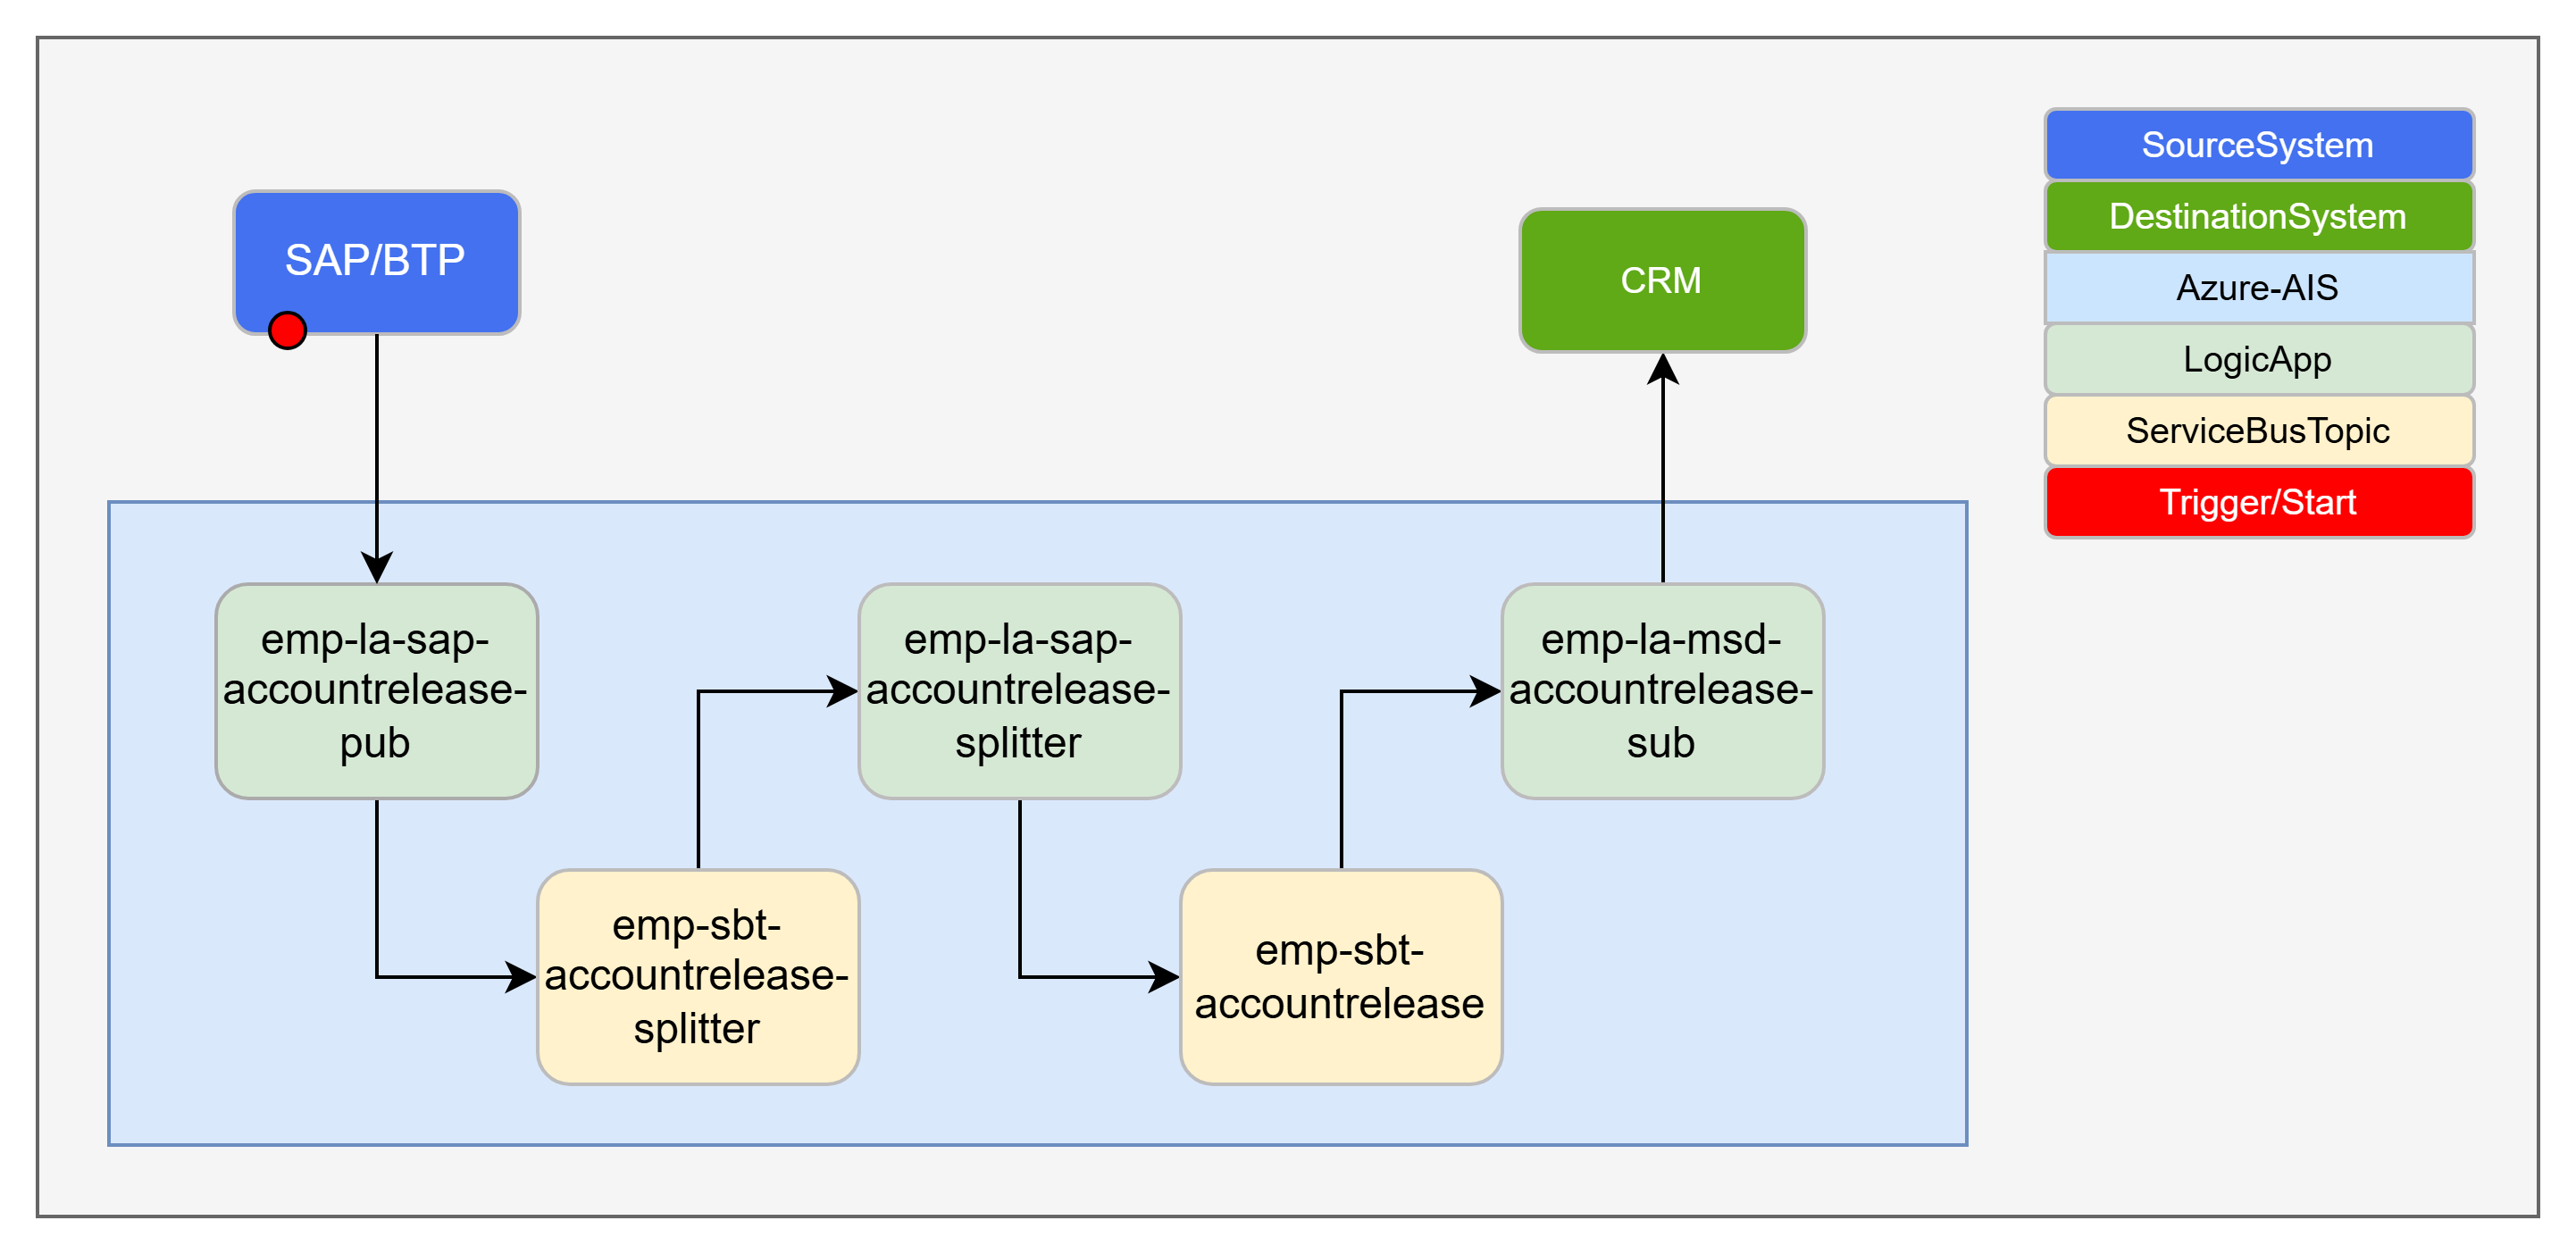 SAP/BTP
CRM
SourceSystem
DestinationSystem
Azure-AIS
LogicApp
ServiceBusTopic
Trigger/Start
emp-la-sap-
accountrelease-
pub
emp-la-sap-
accountrelease-
splitter
emp-la-msd-
accountrelease-
sub
emp-sbt-
accountrelease-
splitter
emp-sbt-
accountrelease